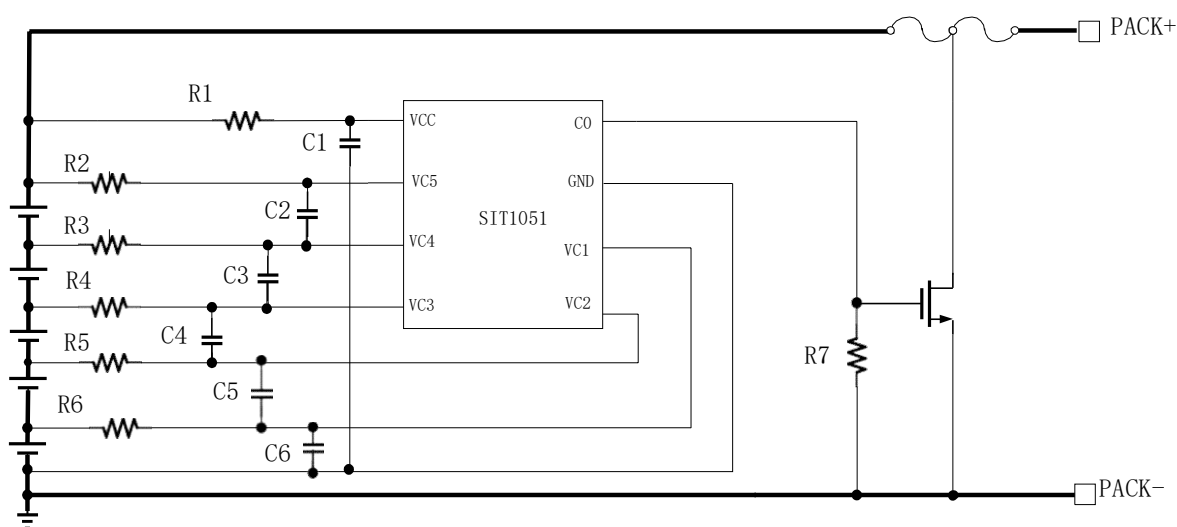 PACK+
R1
VCC
CO
C1
R2
VC5
GND
C2
SIT1051
R3
VC4
VC1
C3
R4
VC3
VC2
C4
R5
R7
C5
R6
C6
PACK-